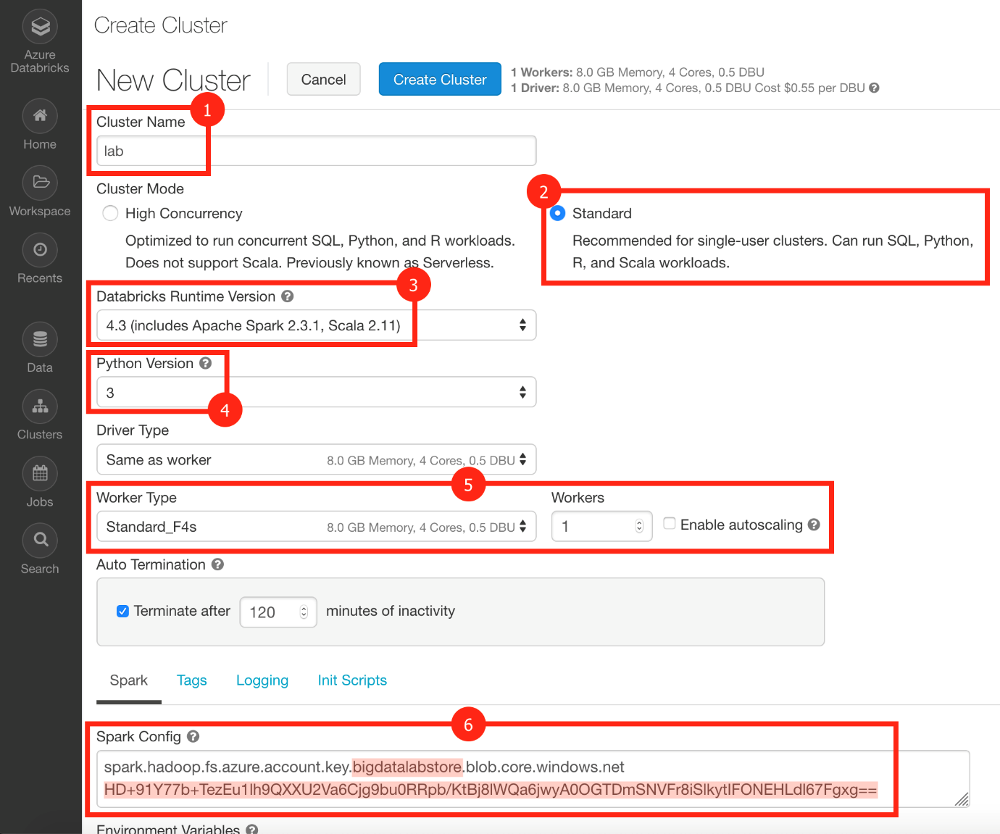 Azure
Databricks
Home
Workspace
Recents
Data
Clusters
Jobs
Search
Create Cluster
New Cluster
Cancel
Create Cluster
1 Workers: 8.0 GB Memory, 4 Cores, 0.5 DBU
1 Driver: 8.0 GB Memory, 4 Cores, 0.5 DBU Cost $0.55 per DBU ?
1
Cluster Name
lab
Cluster Mode
2
High Concurrency
Optimized to run concurrent SQL, Python, and R workloads.
Does not support Scala. Previously known as Serverless.
Standard
Recommended for single-user clusters. Can run SQL, Python,
R, and Scala workloads.
3
Databricks Runtime Version ?
4.3 (includes Apache Spark 2.3.1, Scala 2.11)
Python Version ?
3
4
Driver Type
Same as worker 8.0 GB Memory, 4 Cores, 0.5 DBU
5
Worker Type
Standard_F4s 8.0 GB Memory, 4 Cores, 0.5 DBU
Workers
1
Enable autoscaling ?
Auto Termination ?
Terminate after 120 minutes of inactivity
Spark Tags Logging Init Scripts
6
Spark Config ?
spark.hadoop.fs.azure.account.key.bigdatalabstore.blob.core.windows.net
Environment Variables ?